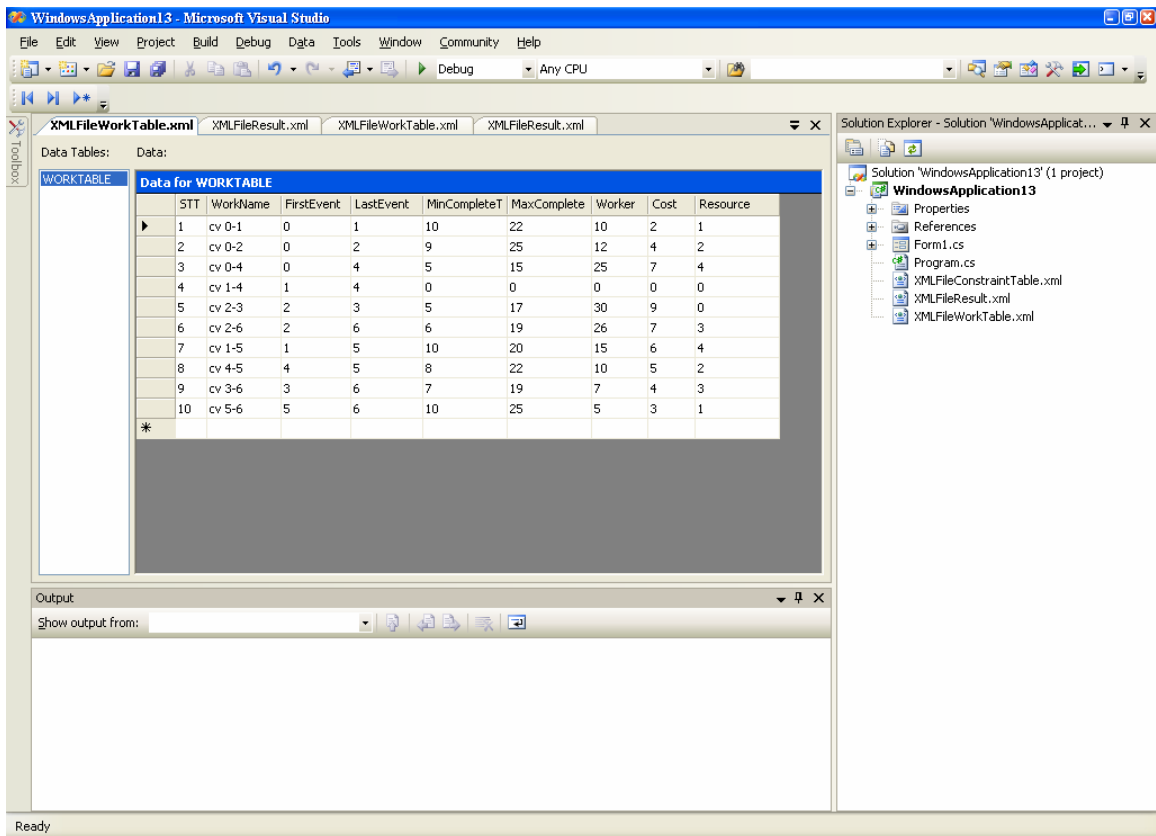 WindowsApplication13 - Microsoft Visual Studio
File Edit View Project Build Debug Data Tools Window Community Help
Debug Any CPU
XMLFileWorkTable.xml XMLFileResult.xml XMLFileWorkTable.xml XMLFileResult.xml
Toolbox
Data Tables: Data:
WORKTABLE
Data for WORKTABLE
STT WorkName FirstEvent LastEvent MinCompleteT MaxComplete Worker Cost Resource
1 cv 0-1 0 1 10 22 10 2 1
2 cv 0-2 0 2 9 25 12 4 2
3 cv 0-4 0 4 5 15 25 7 4
4 cv 1-4 1 4 0 0 0 0 0
5 cv 2-3 2 3 5 17 30 9 0
6 cv 2-6 2 6 6 19 26 7 3
7 cv 1-5 1 5 10 20 15 6 4
8 cv 4-5 4 5 8 22 10 5 2
9 cv 3-6 3 6 7 19 7 4 3
10 cv 5-6 5 6 10 25 5 3 1
Output
Show output from:
Solution Explorer - Solution 'WindowsApplicat...
Solution 'WindowsApplication13' (1 project)
WindowsApplication13
Properties
References
Form1.cs
Program.cs
XMLFileConstraintTable.xml
XMLFileResult.xml
XMLFileWorkTable.xml
Ready